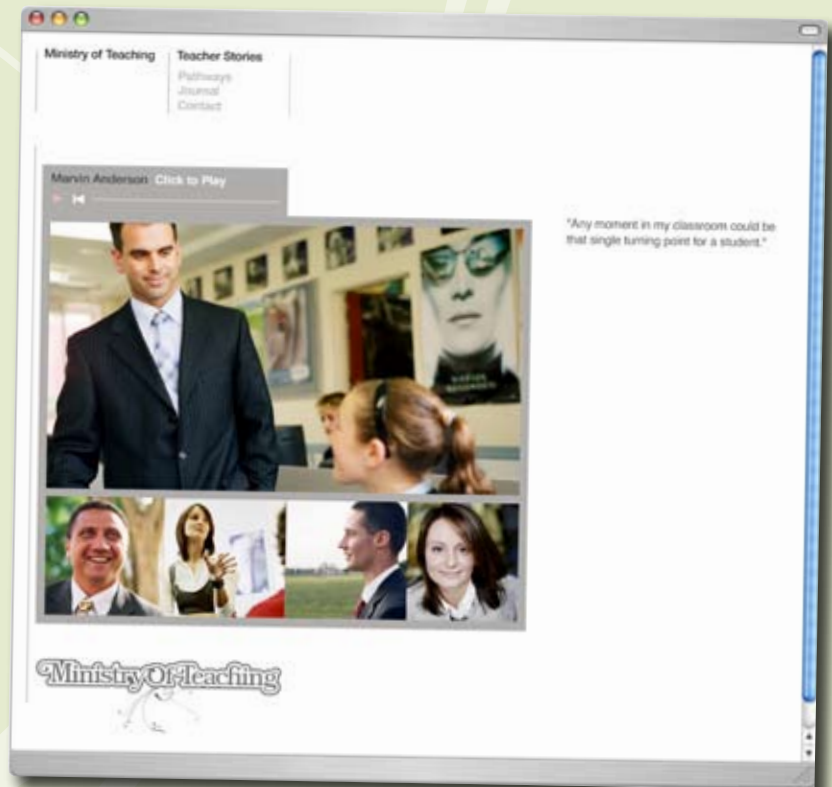 Ministry of Teaching
Teacher Stories
Pathways
Journal
Contact
Marvin Anderson Click to Play
"Any moment in my classroom could be
that single turning point for a student."
MinistryOfTeaching